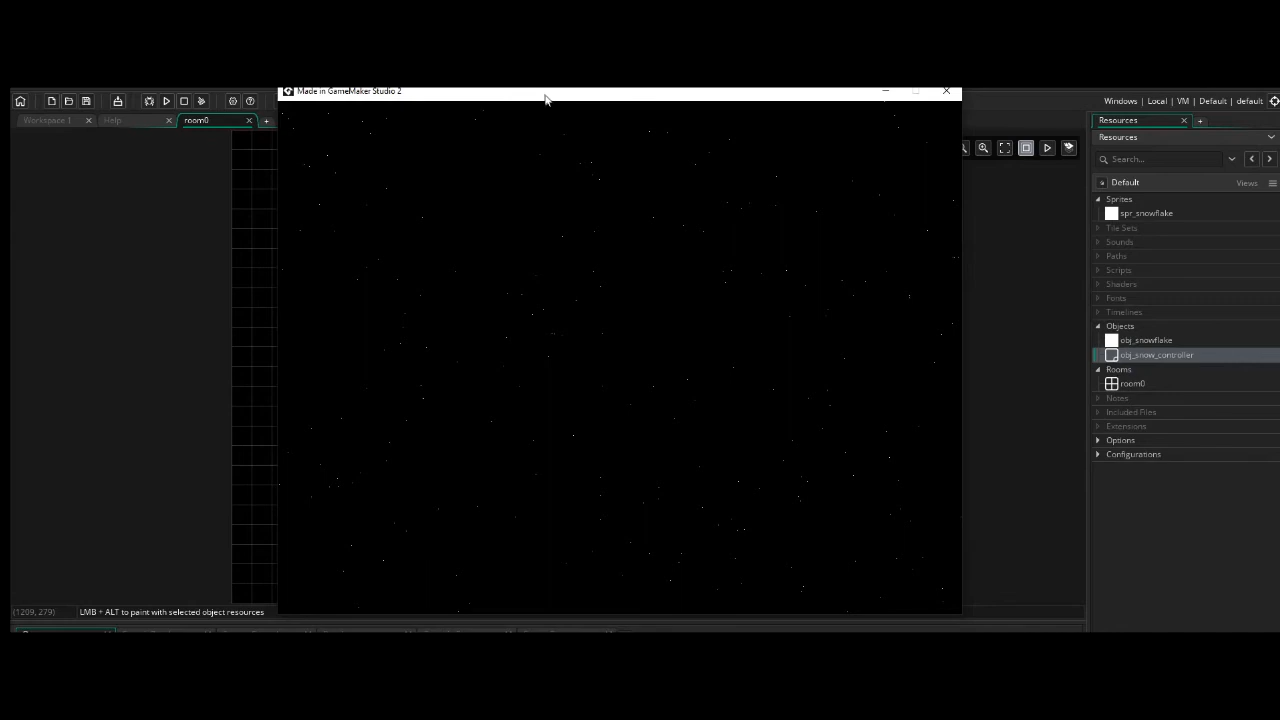 Made in GameMaker Studio 2
Windows | Local | VM | Default | default
Workspace 1
Help
room0
Resources
Resources
Search...
Default
Views
Sprites
spr_snowflake
Tile Sets
Sounds
Paths
Scripts
Shaders
Fonts
Timelines
Objects
obj_snowflake
obj_snow_controller
Rooms
room0
Notes
Included Files
Extensions
Options
Configurations
(1209, 279)
LMB + ALT to paint with selected object resources